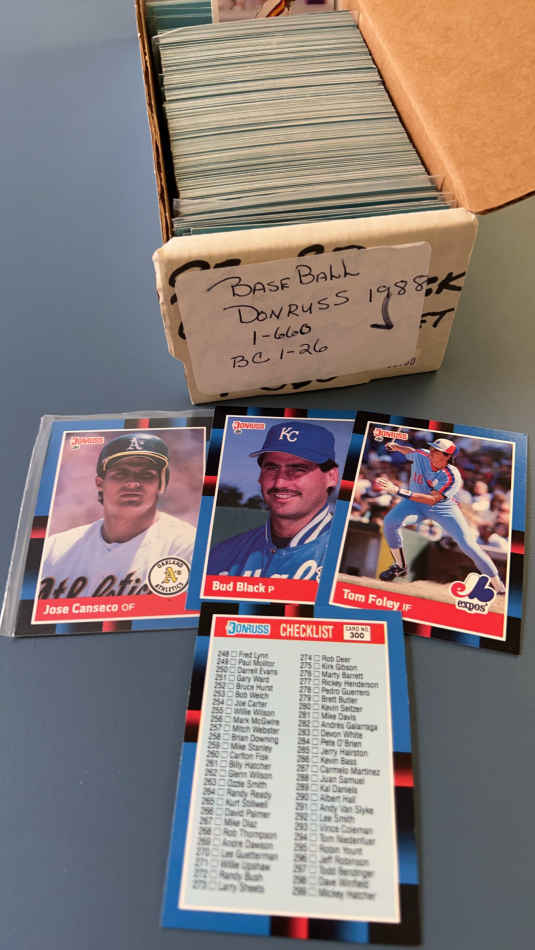 BASEBALL
DONRUSS 1988
1-660
BC 1-26
DONRUSS
A's
Athletics
OAKLAND
ATHLETICS
Jose Canseco OF
DONRUSS
KC
Bud Black P
DONRUSS
10
expos
Tom Foley IF
DONRUSS CHECKLIST CARD NO. 300
248 Fred Lynn
249 Paul Molitor
250 Darrell Evans
251 Gary Ward
252 Bruce Hurst
253 Bob Welch
254 Joe Carter
255 Willie Wilson
256 Mark McGwire
257 Mitch Webster
258 Brian Downing
259 Mike Stanley
260 Carlton Fisk
261 Billy Hatcher
262 Glenn Wilson
263 Ozzie Smith
264 Randy Ready
265 Kurt Stillwell
266 David Palmer
267 Mike Diaz
268 Rob Thompson
269 Andre Dawson
270 Lee Guetterman
271 Willie Upshaw
272 Randy Bush
273 Larry Sheets
274 Rob Deer
275 Kirk Gibson
276 Marty Barrett
277 Rickey Henderson
278 Pedro Guerrero
279 Brett Butler
280 Kevin Seitzer
281 Mike Davis
282 Andres Galarraga
283 Devon White
284 Pete O'Brien
285 Jerry Hairston
286 Kevin Bass
287 Carmelo Martinez
288 Juan Samuel
289 Kal Daniels
290 Albert Hall
291 Andy Van Slyke
292 Lee Smith
293 Vince Coleman
294 Tom Niedenfuer
295 Robin Yount
296 Jeff Robinson
297 Todd Benzinger
298 Dave Winfield
299 Mickey Hatcher